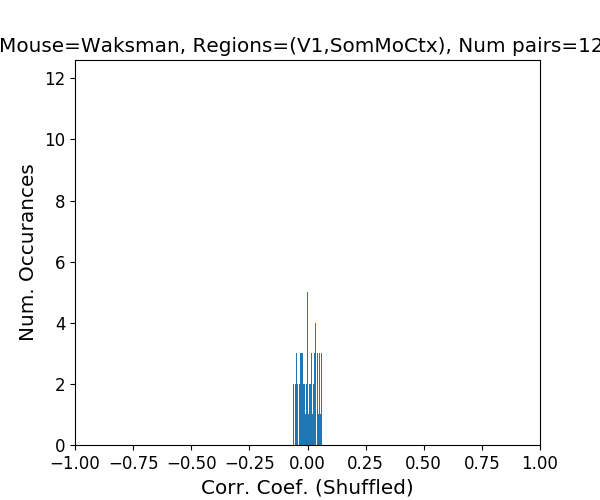 Mouse=Waksman, Regions=(V1,SomMoCtx), Num pairs=12
12
10
8
6
4
2
0
Num. Occurances
−1.00 −0.75 −0.50 −0.25 0.00 0.25 0.50 0.75 1.00
Corr. Coef. (Shuffled)